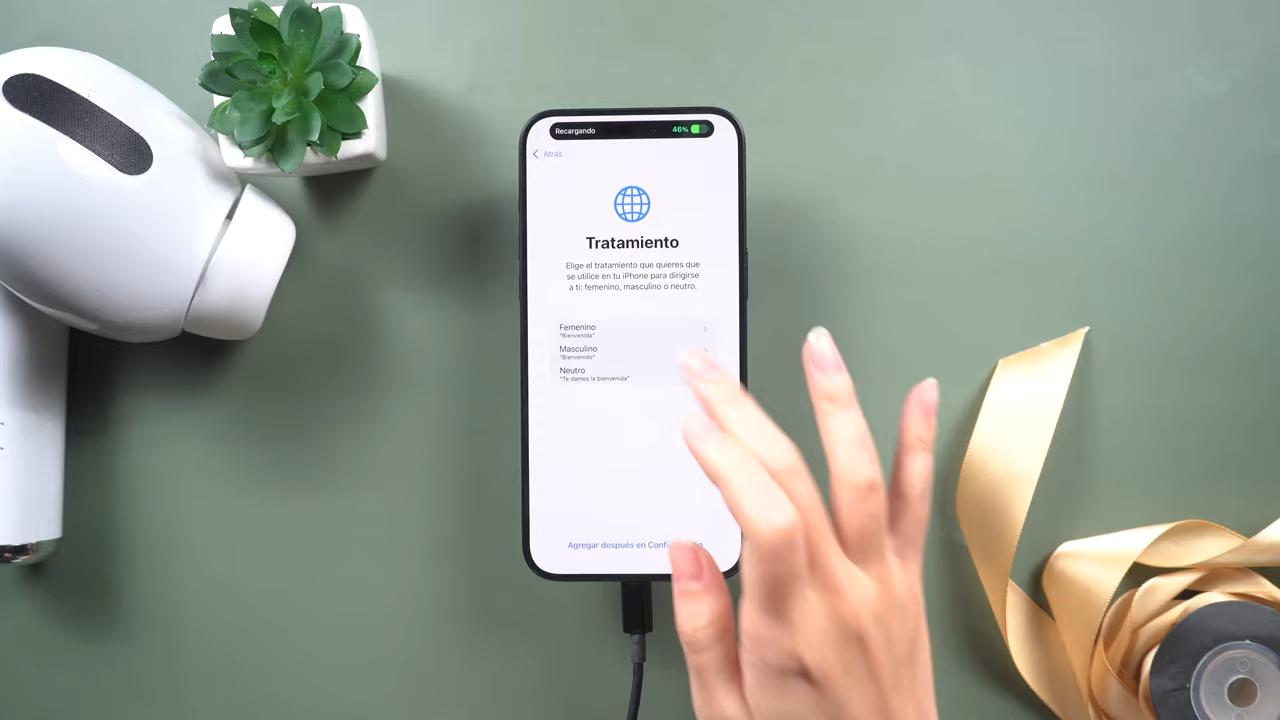 Recargando
46%
Atrás
Tratamiento
Elige el tratamiento que quieres que
se utilice en tu iPhone para dirigirse
a ti: femenino, masculino o neutro.
Femenino
"Bienvenida"
Masculino
"Bienvenido"
Neutro
"Te damos la bienvenida"
Agregar después en